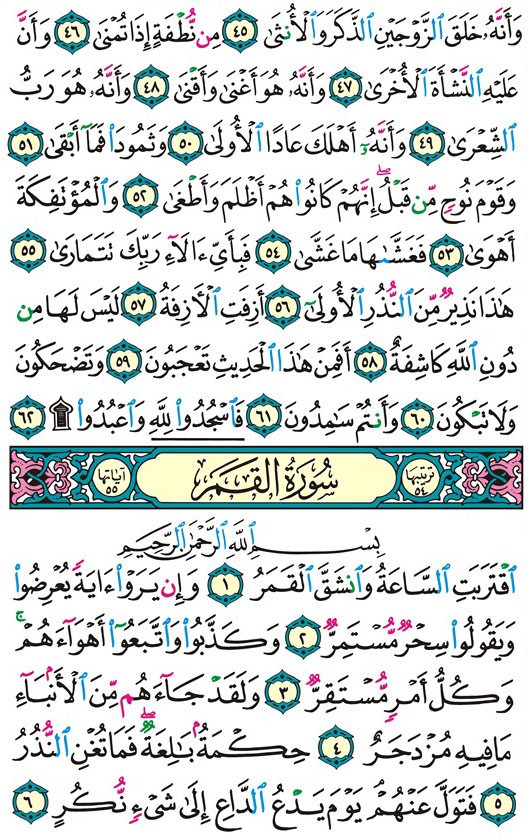 وَأَنَّهُۥ خَلَقَ ٱلزَّوْجَيْنِ ٱلذَّكَرَ وَٱلْأُنثَىٰ ٤٥ مِن نُّطْفَةٍ إِذَا تُمْنَىٰ ٤٦ وَأَنَّ
عَلَيْهِ ٱلنَّشْأَةَ ٱلْأُخْرَىٰ ٤٧ وَأَنَّهُۥ هُوَ أَغْنَىٰ وَأَقْنَىٰ ٤٨ وَأَنَّهُۥ هُوَ رَبُّ
ٱلشِّعْرَىٰ ٤٩ وَأَنَّهُۥٓ أَهْلَكَ عَادًا ٱلْأُولَىٰ ٥٠ وَثَمُودَا۟ فَمَآ أَبْقَىٰ ٥١
وَقَوْمَ نُوحٍ مِّن قَبْلُ ۖ إِنَّهُمْ كَانُوا۟ هُمْ أَظْلَمَ وَأَطْغَىٰ ٥٢ وَٱلْمُؤْتَفِكَةَ
أَهْوَىٰ ٥٣ فَغَشَّىٰهَا مَا غَشَّىٰ ٥٤ فَبِأَىِّ ءَالَآءِ رَبِّكَ تَتَمَارَىٰ ٥٥
هَٰذَا نَذِيرٌ مِّنَ ٱلنُّذُرِ ٱلْأُولَىٰٓ ٥٦ أَزِفَتِ ٱلْأَزِفَةُ ٥٧ لَيْسَ لَهَا مِن
دُونِ ٱللَّهِ كَاشِفَةٌ ٥٨ أَفَمِنْ هَٰذَا ٱلْحَدِيثِ تَعْجَبُونَ ٥٩ وَتَضْحَكُونَ
وَلَا تَبْكُونَ ٦٠ وَأَنتُمْ سَٰمِدُونَ ٦١ فَٱسْجُدُوا۟ لِلَّهِ وَٱعْبُدُوا۟ ۩ ٦٢
ترتيبها ٥٤ سُورَةُ القَمَرِ آياتها ٥٥
بِسْمِ ٱللَّهِ ٱلرَّحْمَٰنِ ٱلرَّحِيمِ
ٱقْتَرَبَتِ ٱلسَّاعَةُ وَٱنشَقَّ ٱلْقَمَرُ ١ وَإِن يَرَوْا۟ ءَايَةً يُعْرِضُوا۟
وَيَقُولُوا۟ سِحْرٌ مُّسْتَمِرٌّ ٢ وَكَذَّبُوا۟ وَٱتَّبَعُوٓا۟ أَهْوَآءَهُمْ ۚ
وَكُلُّ أَمْرٍ مُّسْتَقِرٌّ ٣ وَلَقَدْ جَآءَهُم مِّنَ ٱلْأَنۢبَآءِ
مَا فِيهِ مُزْدَجَرٌ ٤ حِكْمَةٌۢ بَٰلِغَةٌ ۖ فَمَا تُغْنِ ٱلنُّذُرُ
٥ فَتَوَلَّ عَنْهُمْ يَوْمَ يَدْعُ ٱلدَّاعِ إِلَىٰ شَىْءٍ نُّكُرٍ ٦